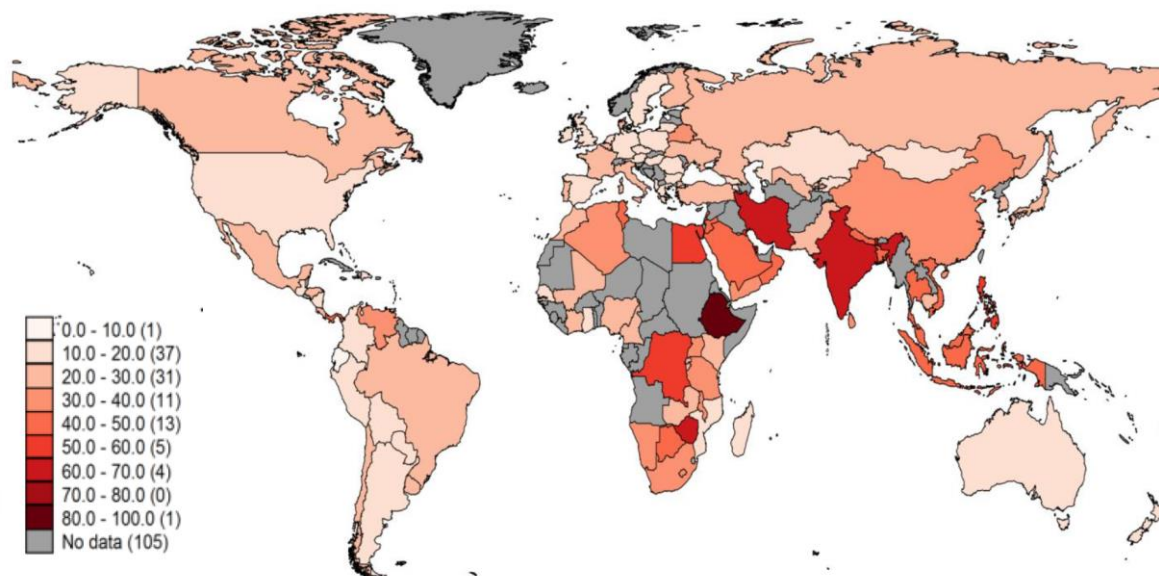 0.0 - 10.0 (1)
10.0 - 20.0 (37)
20.0 - 30.0 (31)
30.0 - 40.0 (11)
40.0 - 50.0 (13)
50.0 - 60.0 (5)
60.0 - 70.0 (4)
70.0 - 80.0 (0)
80.0 - 100.0 (1)
No data (105)